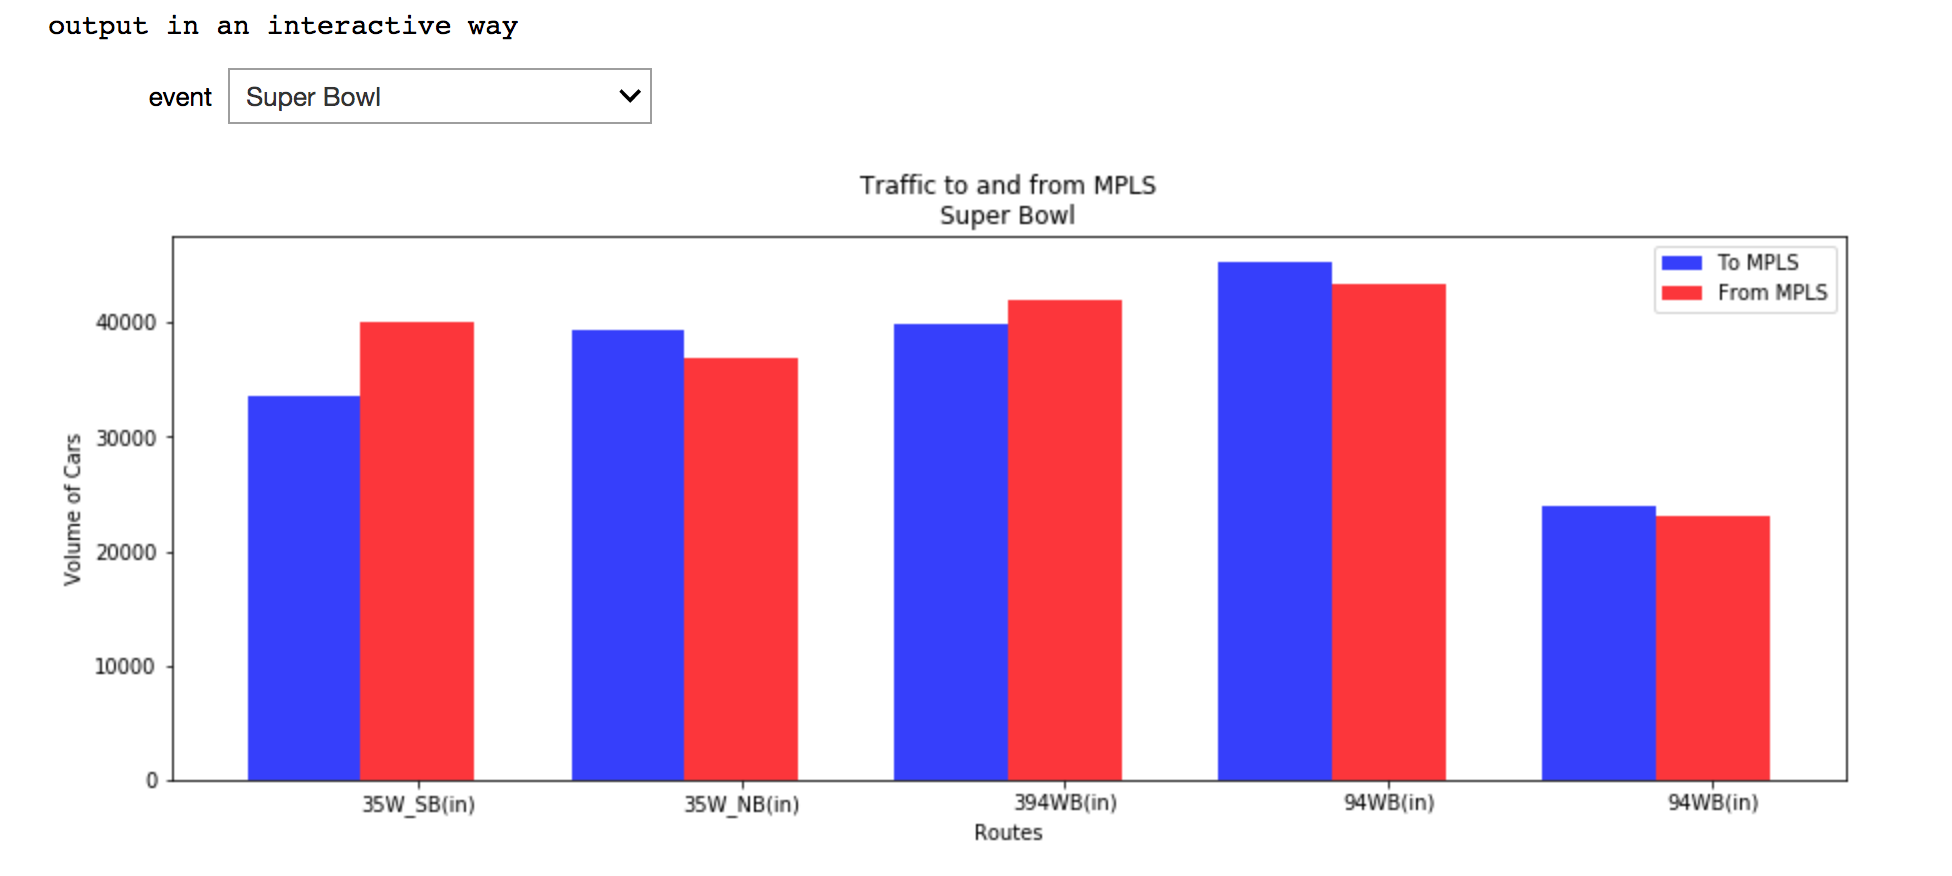 output in an interactive way
event Super Bowl
Traffic to and from MPLS
Super Bowl
To MPLS
From MPLS
Volume of Cars
40000
30000
20000
10000
0
35W_SB(in) 35W_NB(in) 394WB(in) 94WB(in) 94WB(in)
Routes